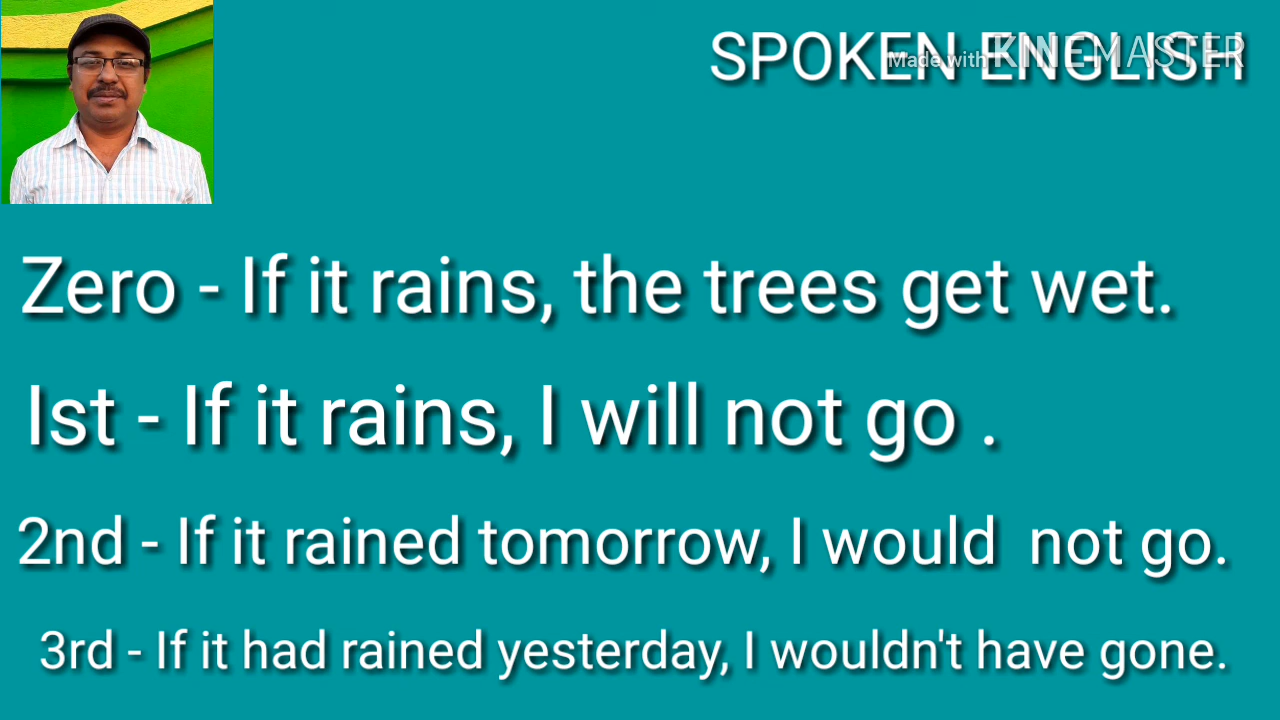 SPOKEN ENGLISH
Made with KINEMASTER
Zero - If it rains, the trees get wet.
Ist - If it rains, I will not go .
2nd - If it rained tomorrow, I would  not go.
3rd - If it had rained yesterday, I wouldn't have gone.